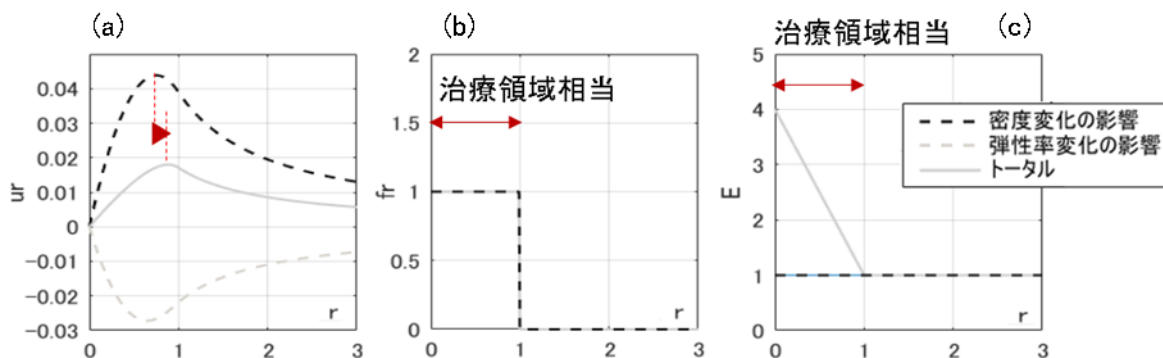 (a)
0.04
0.03
0.02
0.01
0
-0.01
-0.02
-0.03
ur
r
0 1 2 3
(b)
治療領域相当
2
1.5
1
0.5
0
fr
r
0 1 2 3
治療領域相当 (c)
5
4
3
2
1
0
E
r
0 1 2 3
密度変化の影響
弾性率変化の影響
トータル